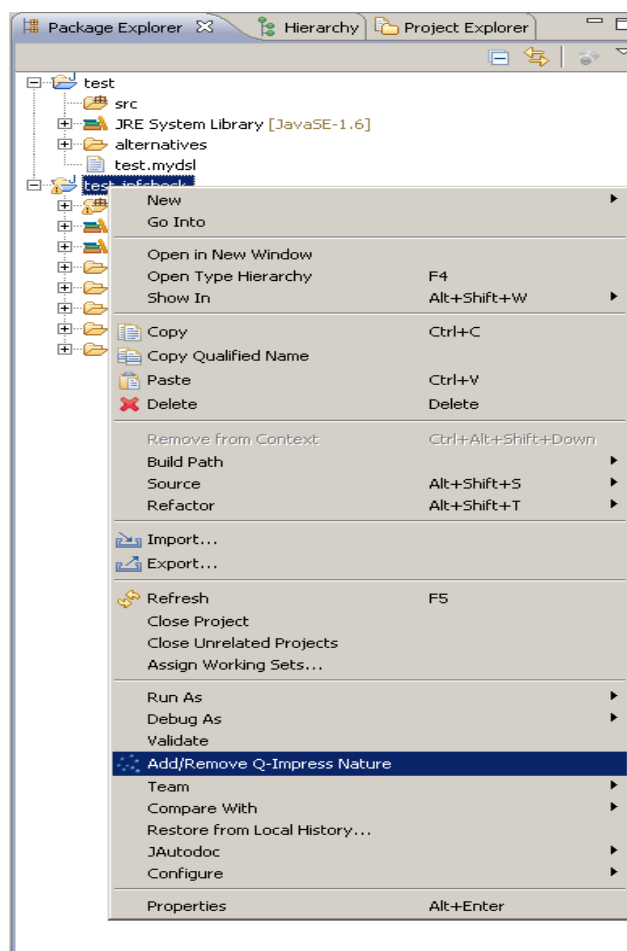 Package Explorer
Hierarchy
Project Explorer
test
src
JRE System Library [JavaSE-1.6]
alternatives
test.mydsl
New
Go Into
Open in New Window
Open Type Hierarchy F4
Show In Alt+Shift+W
Copy Ctrl+C
Copy Qualified Name
Paste Ctrl+V
Delete Delete
Remove from Context Ctrl+Alt+Shift+Down
Build Path
Source Alt+Shift+S
Refactor Alt+Shift+T
Import...
Export...
Refresh F5
Close Project
Close Unrelated Projects
Assign Working Sets...
Run As
Debug As
Validate
Add/Remove Q-Impress Nature
Team
Compare With
Restore from Local History...
JAutodoc
Configure
Properties Alt+Enter